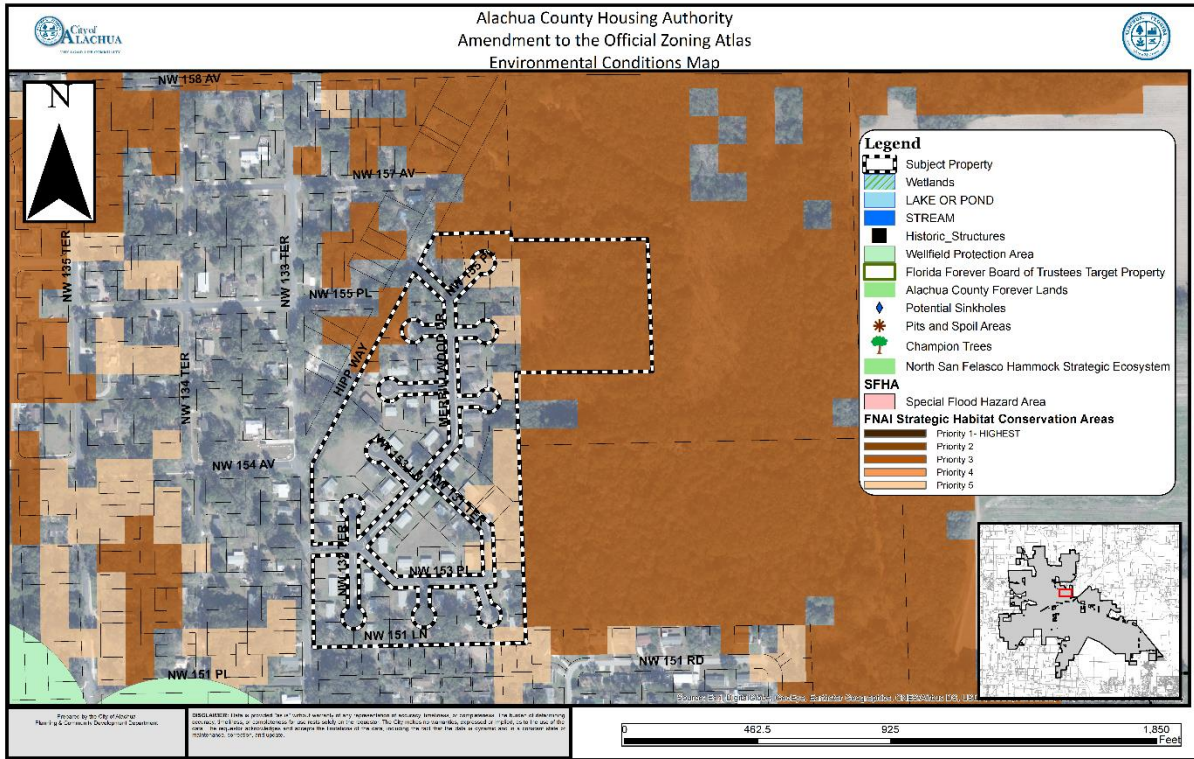 City of
ALACHUA
Alachua County Housing Authority
Amendment to the Official Zoning Atlas
Environmental Conditions Map
N
NW 158 AV
NW 157 AV
NW 135 TER
NW 133 TER
NW 155 PL
NW 155 PL
HIPP WAY
MERRILLWOOD DR
NW 134 TER
NW 154 AV
NW 153 PL
NW 151 LN
NW 151 RD
NW 151 PL
Legend
Subject Property
Wetlands
LAKE OR POND
STREAM
Historic_Structures
Wellfield Protection Area
Florida Forever Board of Trustees Target Property
Alachua County Forever Lands
Potential Sinkholes
Pits and Spoil Areas
Champion Trees
North San Felasco Hammock Strategic Ecosystem
SFHA
Special Flood Hazard Area
FNAI Strategic Habitat Conservation Areas
Priority 1- HIGHEST
Priority 2
Priority 3
Priority 4
Priority 5
Prepared by the City of Alachua
Planning & Community Development Department
0 462.5 925 1,850
Feet